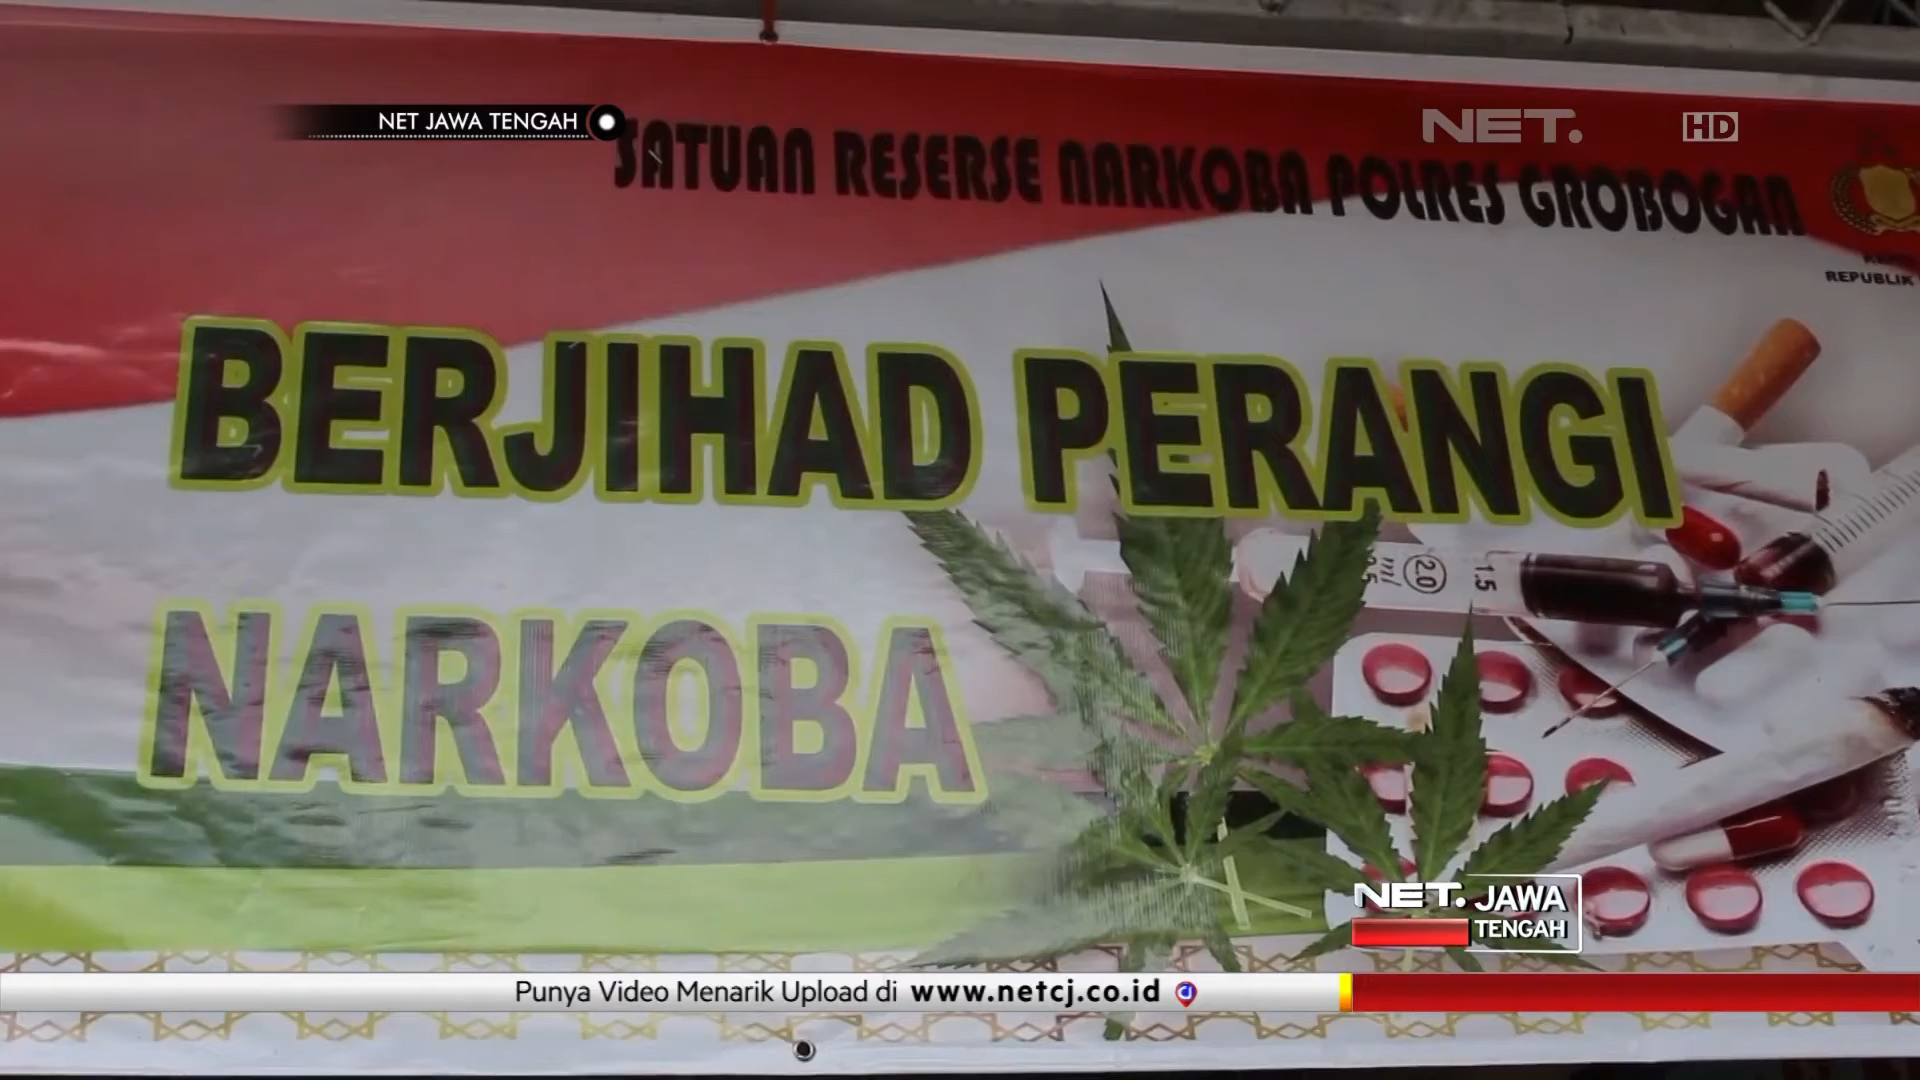 NET JAWA TENGAH
NET.
HD
SATUAN RESERSE NARKOBA POLRES GROBOGAN
REPUBLIK
BERJIHAD PERANGI
NARKOBA
2.0
1.5
NET. JAWA
TENGAH
Punya Video Menarik Upload di www.netcj.co.id CJ